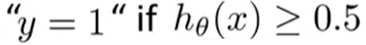 “y = 1“ if hθ(x) ≥ 0.5